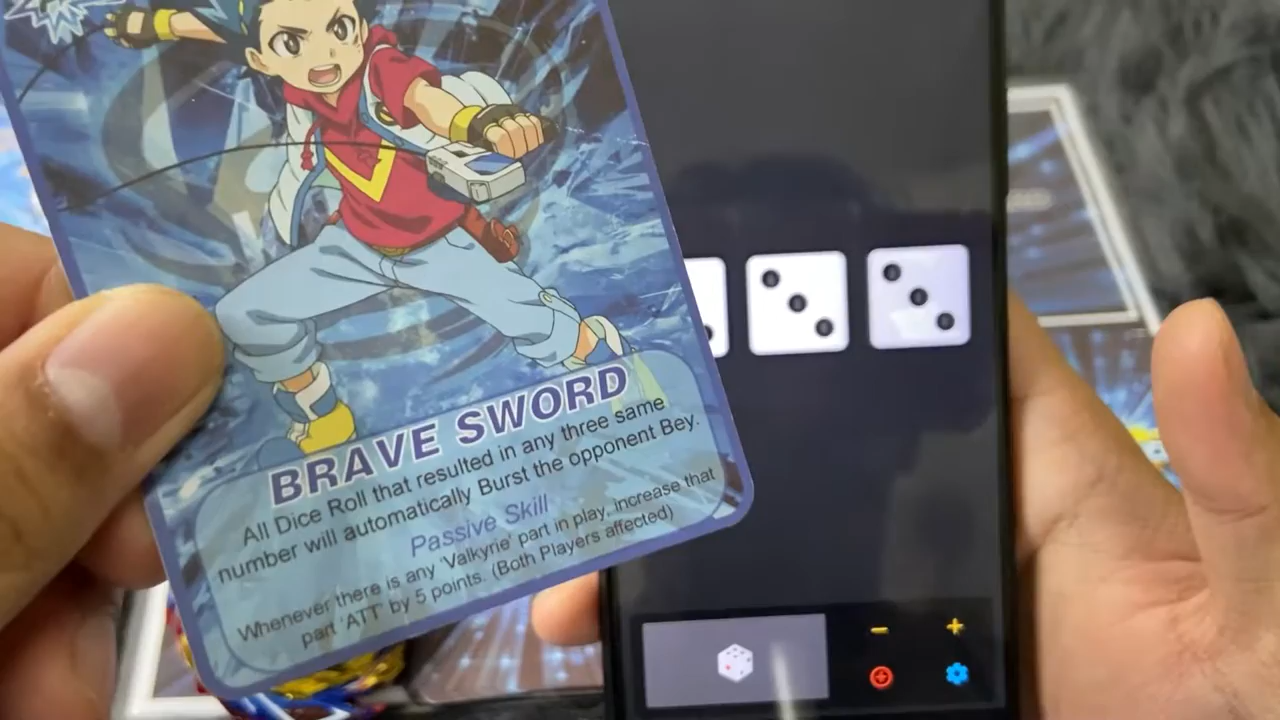 BRAVE SWORD
All Dice Roll that resulted in any three same
number will automatically Burst the opponent Bey.
Passive Skill
Whenever there is any 'Valkyrie' part in play, increase that
part 'ATT' by 5 points. (Both Players affected)